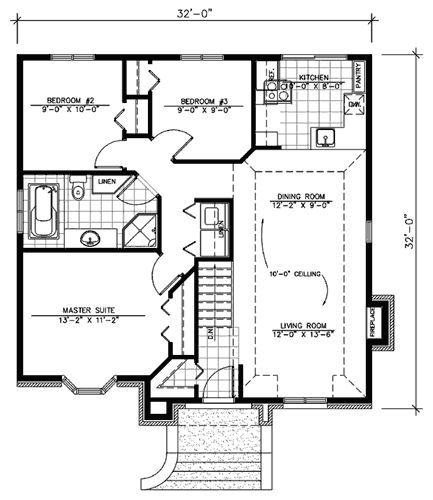 32'-0"
KITCHEN
10'-0" x 8'-0"
REF.
PANTRY
D.W.
BEDROOM #2
9'-0" x 10'-0"
BEDROOM #3
9'-0" x 9'-0"
LINEN
DINING ROOM
12'-2" x 9'-0"
LINEN
32'-0"
10'-0" CEILING
MASTER SUITE
13'-2" x 11'-2"
DN
LIVING ROOM
12'-0" x 13'-6"
FIREPLACE